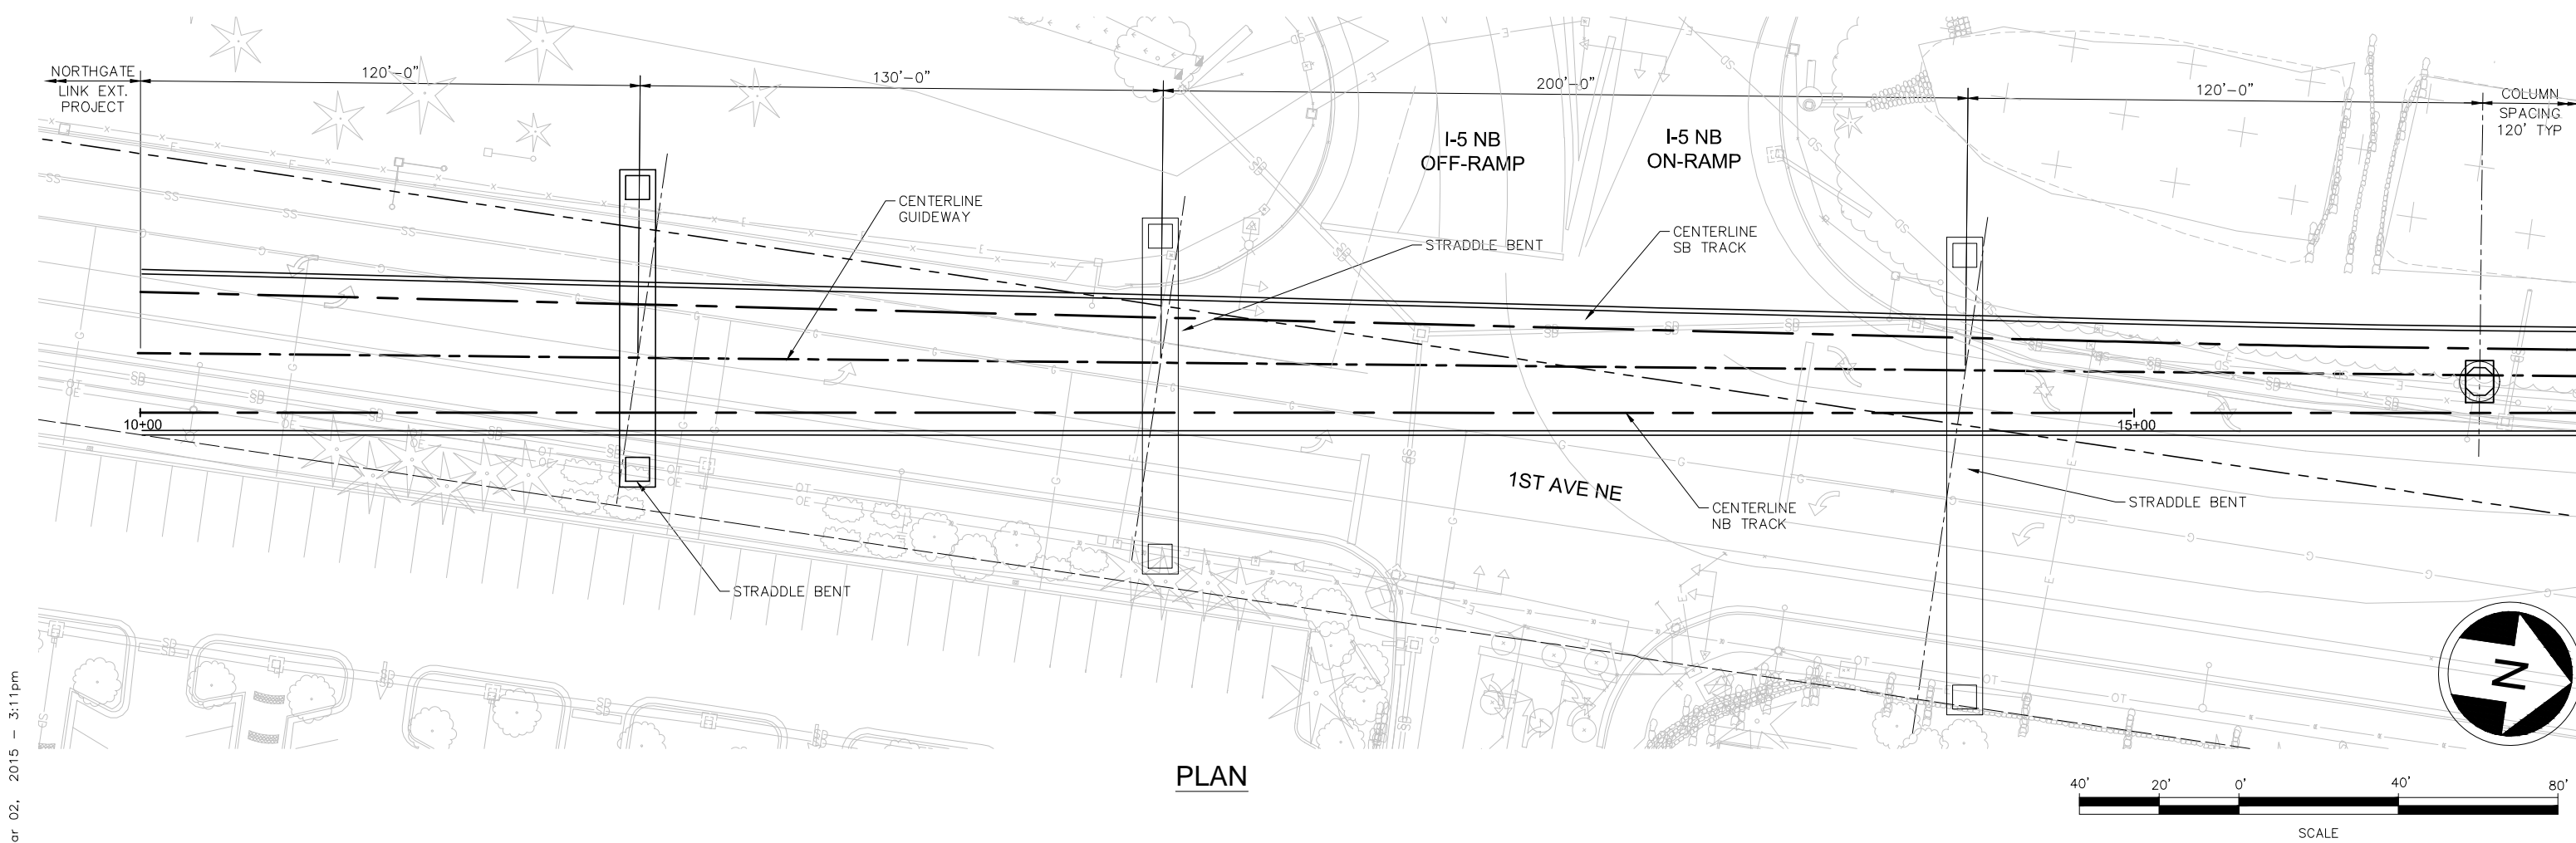 NORTHGATE
LINK EXT.
PROJECT
120'-0"
130'-0"
200'-0"
120'-0"
COLUMN
SPACING
120' TYP
I-5 NB
OFF-RAMP
I-5 NB
ON-RAMP
CENTERLINE
GUIDEWAY
STRADDLE BENT
CENTERLINE
SB TRACK
10+00
15+00
1ST AVE NE
CENTERLINE
NB TRACK
STRADDLE BENT
STRADDLE BENT
N
PLAN
40' 20' 0' 40' 80'
SCALE
ar 02, 2015 - 3:11pm